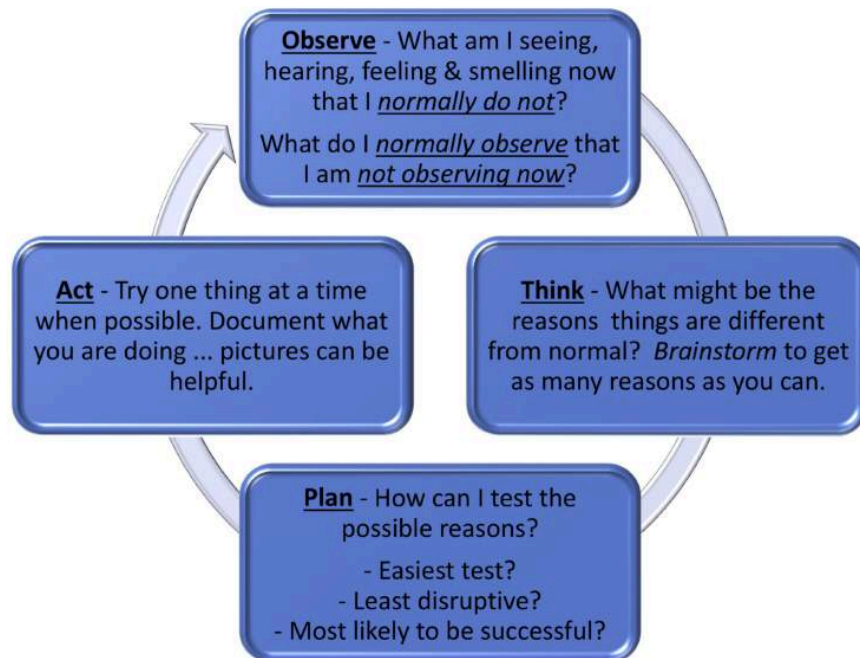 Observe - What am I seeing,
hearing, feeling & smelling now
that I normally do not?
What do I normally observe that
I am not observing now?
Think - What might be the
reasons  things are different
from normal?  Brainstorm to get
as many reasons as you can.
Plan - How can I test the
possible reasons?
- Easiest test?
- Least disruptive?
- Most likely to be successful?
Act - Try one thing at a time
when possible. Document what
you are doing ... pictures can be
helpful.